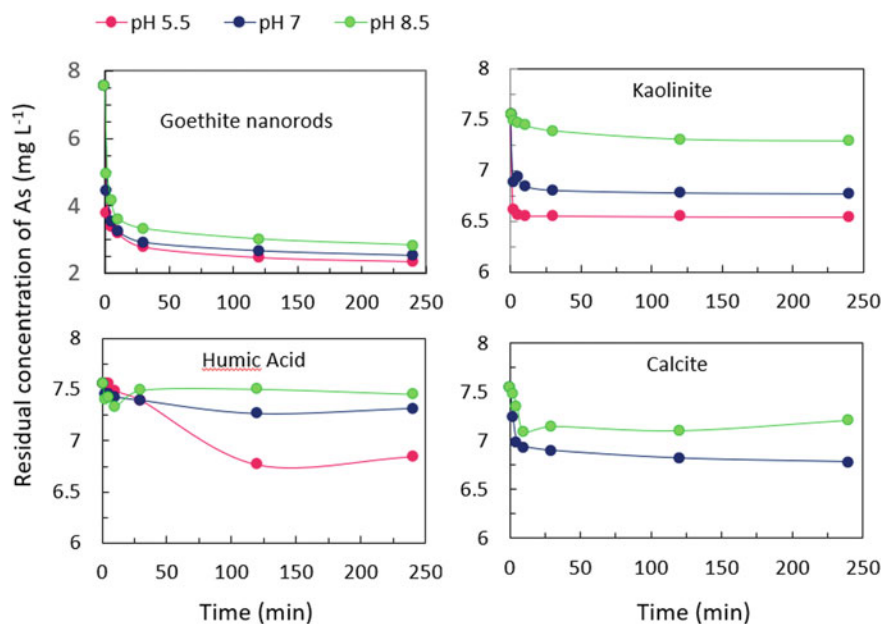 pH 5.5 pH 7 pH 8.5
Residual concentration of As (mg L-1)
Goethite nanorods
8
6
4
2
0 50 100 150 200 250
Kaolinite
8
7.5
7
6.5
6
0 50 100 150 200 250
Humic Acid
8
7.5
7
6.5
6
0 50 100 150 200 250
Time (min)
Calcite
8
7.5
7
6.5
6
0 50 100 150 200 250
Time (min)